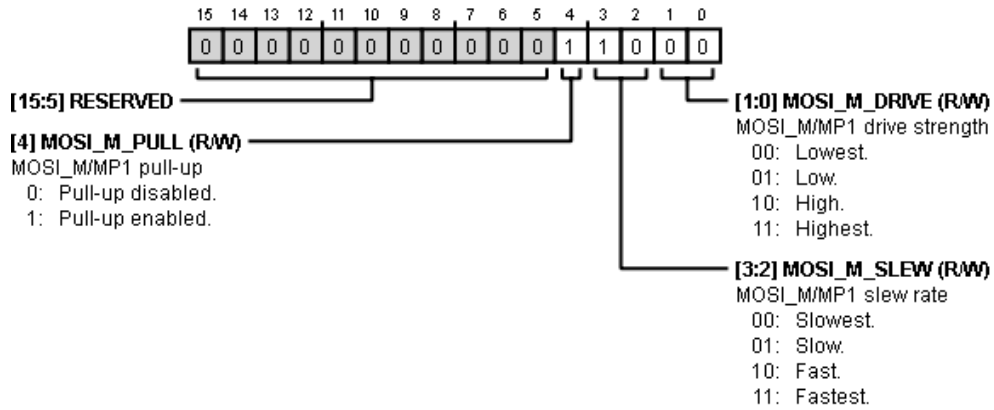 15 14 13 12 11 10 9 8 7 6 5 4 3 2 1 0
0 0 0 0 0 0 0 0 0 0 0 1 1 0 0 0
[15:5] RESERVED
[4] MOSI_M_PULL (R/W)
MOSI_M/MP1 pull-up
0: Pull-up disabled.
1: Pull-up enabled.
[1:0] MOSI_M_DRIVE (R/W)
MOSI_M/MP1 drive strength
00: Lowest.
01: Low.
10: High.
11: Highest.
[3:2] MOSI_M_SLEW (R/W)
MOSI_M/MP1 slew rate
00: Slowest.
01: Slow.
10: Fast.
11: Fastest.